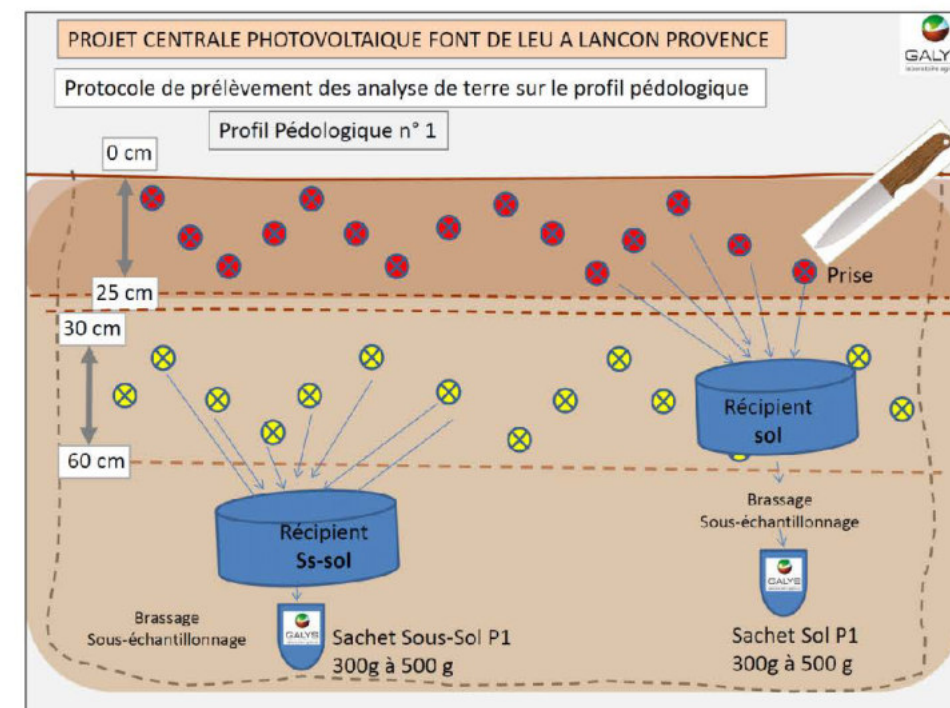 PROJET CENTRALE PHOTOVOLTAIQUE FONT DE LEU A LANCON PROVENCE
GALYS
Protocole de prélèvement des analyse de terre sur le profil pédologique
Profil Pédologique n° 1
0 cm
Prise
25 cm
30 cm
60 cm
Récipient
sol
Récipient
Ss-sol
Brassage
Sous-échantillonnage
GALYS
Sachet Sol P1
300g à 500 g
Brassage
Sous-échantillonnage
GALYS
Sachet Sous-Sol P1
300g à 500 g